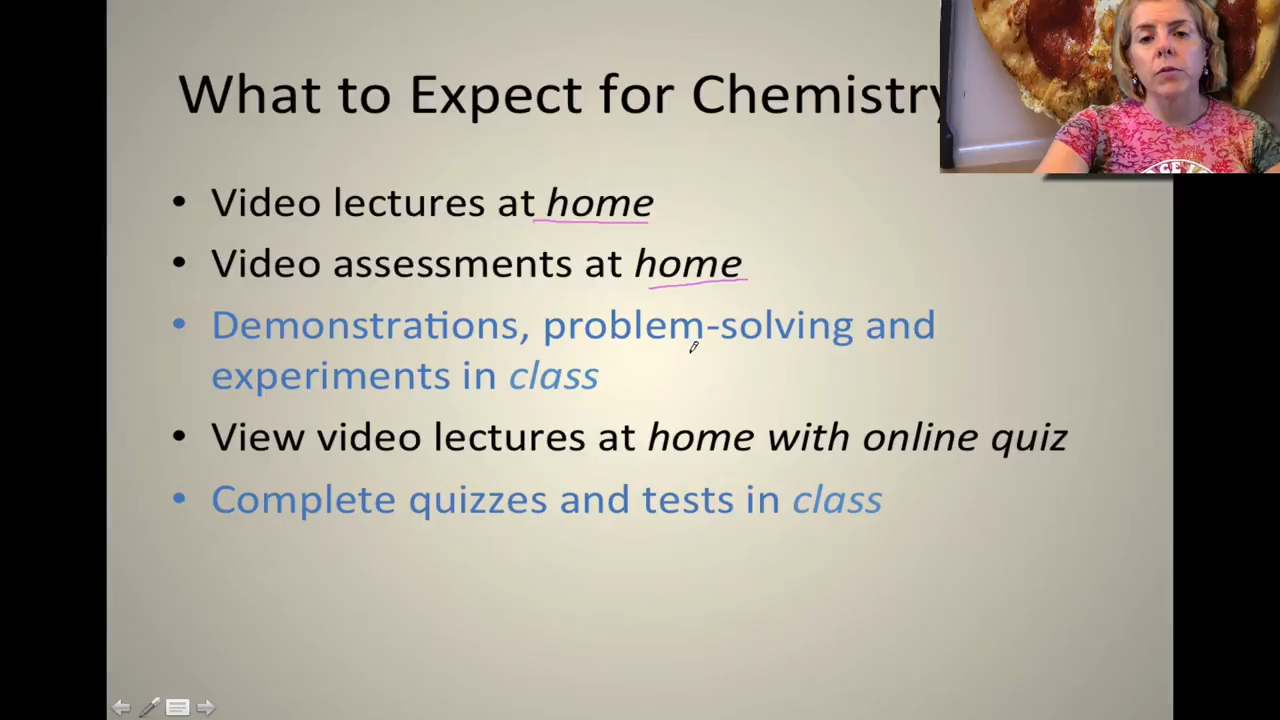 What to Expect for Chemistry
• Video lectures at home
• Video assessments at home
• Demonstrations, problem-solving and
experiments in class
• View video lectures at home with online quiz
• Complete quizzes and tests in class